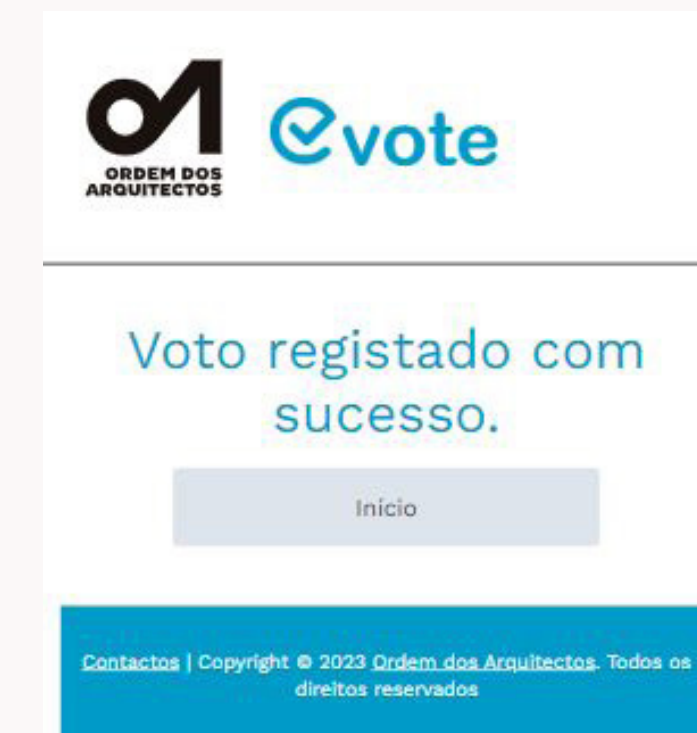 OA
ORDEM DOS
ARQUITECTOS
evote
Voto registado com
sucesso.
Início
Contactos | Copyright © 2023 Ordem dos Arquitectos. Todos os
direitos reservados